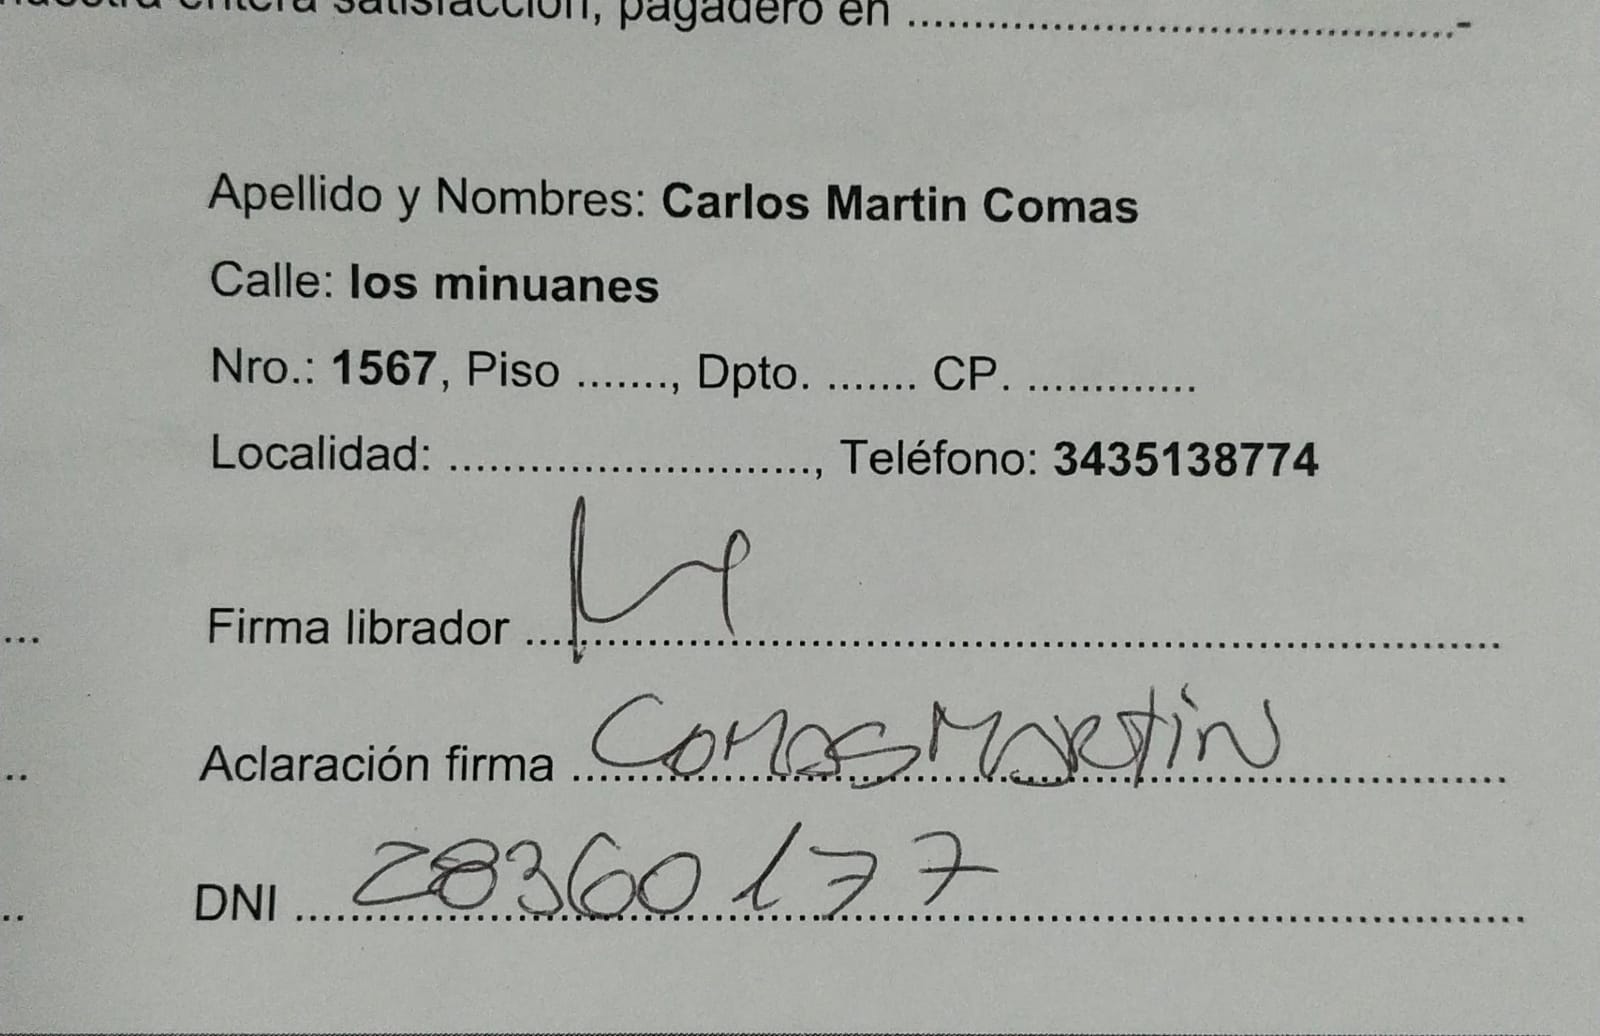 entera satisfacción, pagadero en ..................................................-
Apellido y Nombres: Carlos Martin Comas
Calle: los minuanes
Nro.: 1567, Piso ......., Dpto. ....... CP. .............
Localidad: ..........................., Teléfono: 3435138774
Firma librador ..........................................................................
Aclaración firma Comas Martin
DNI 28360177